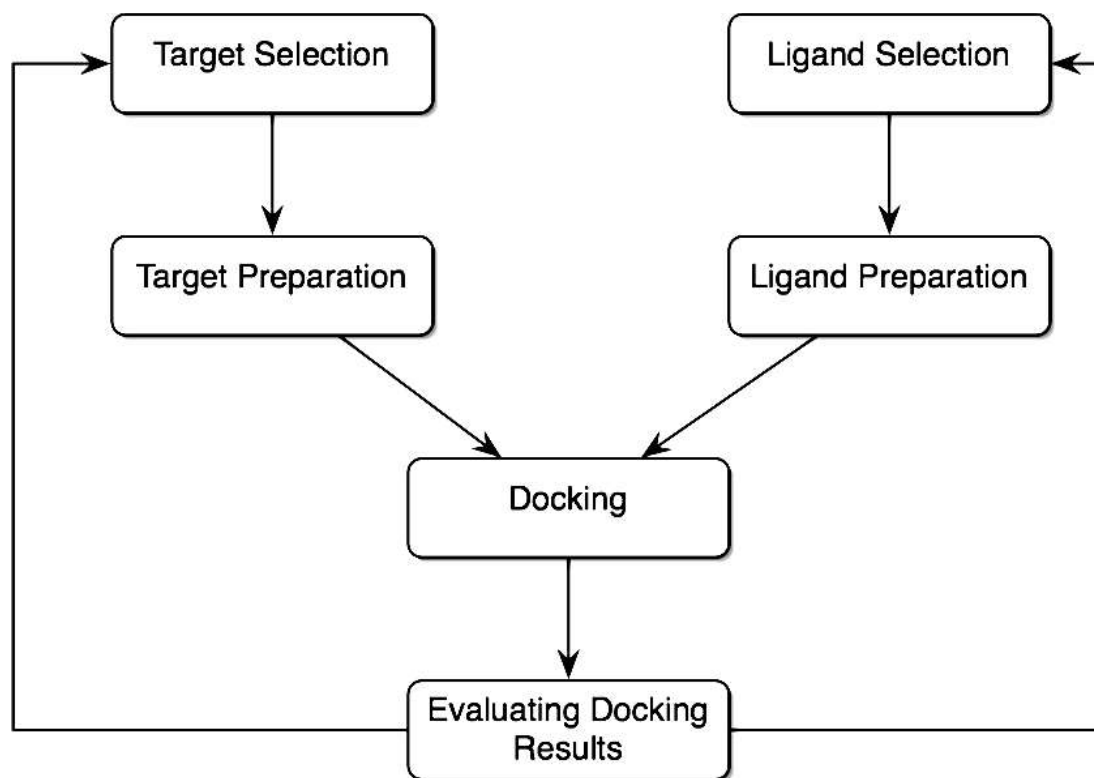 Target Selection
Ligand Selection
Target Preparation
Ligand Preparation
Docking
Evaluating Docking
Results